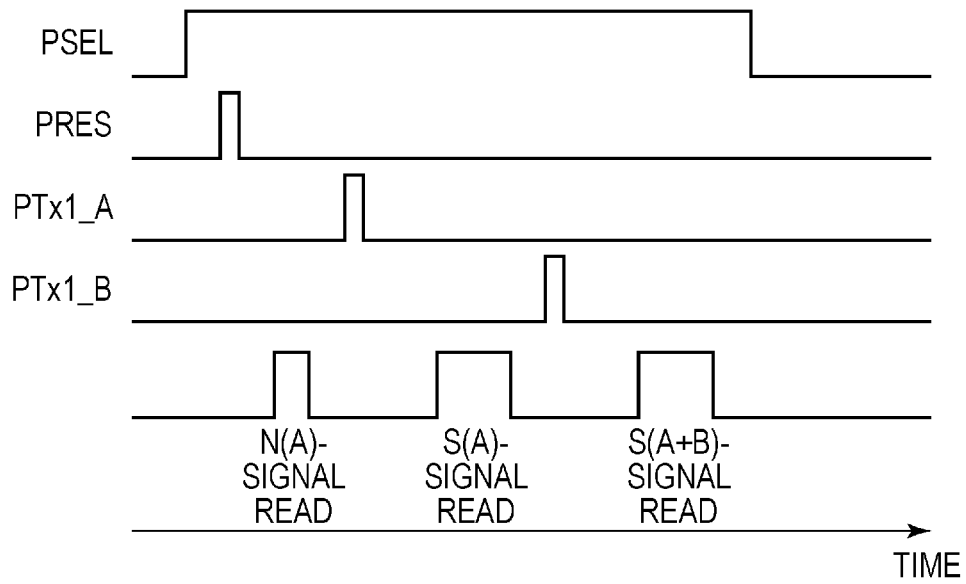 PSEL
PRES
PTx1_A
PTx1_B
N(A)-
SIGNAL
READ
S(A)-
SIGNAL
READ
S(A+B)-
SIGNAL
READ
TIME